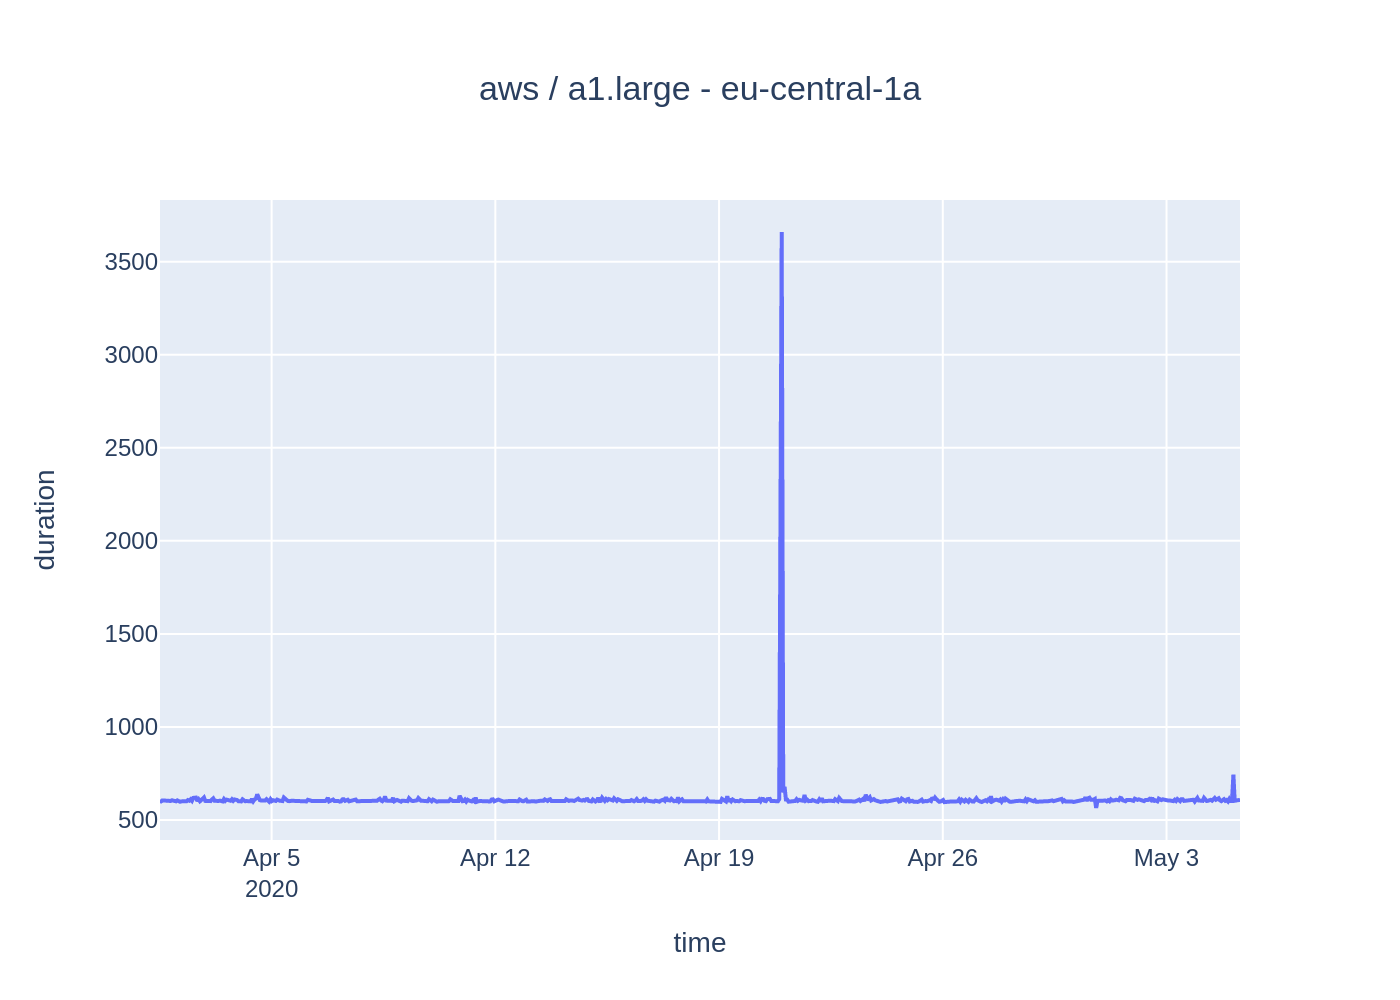 aws / a1.large - eu-central-1a
3500
3000
2500
2000
1500
1000
500
duration
Apr 5
2020
Apr 12
Apr 19
Apr 26
May 3
time